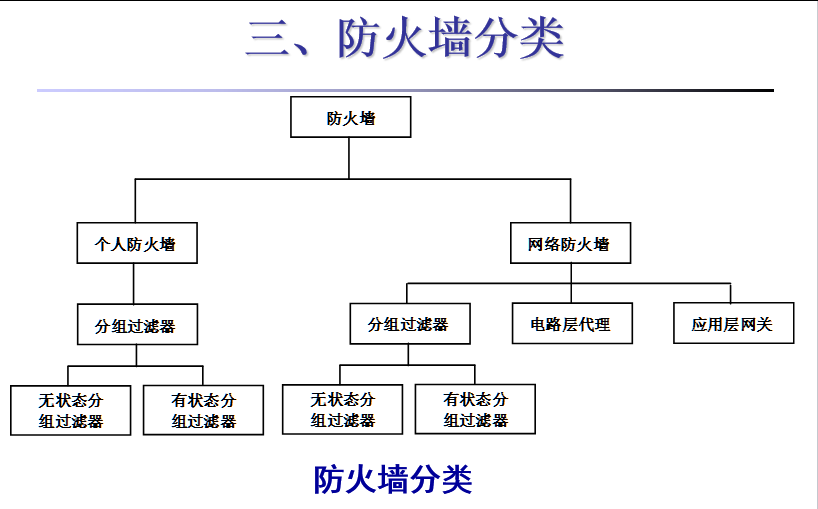 三、防火墙分类
防火墙
个人防火墙
网络防火墙
分组过滤器
分组过滤器
电路层代理
应用层网关
无状态分
组过滤器
有状态分
组过滤器
无状态分
组过滤器
有状态分
组过滤器
防火墙分类